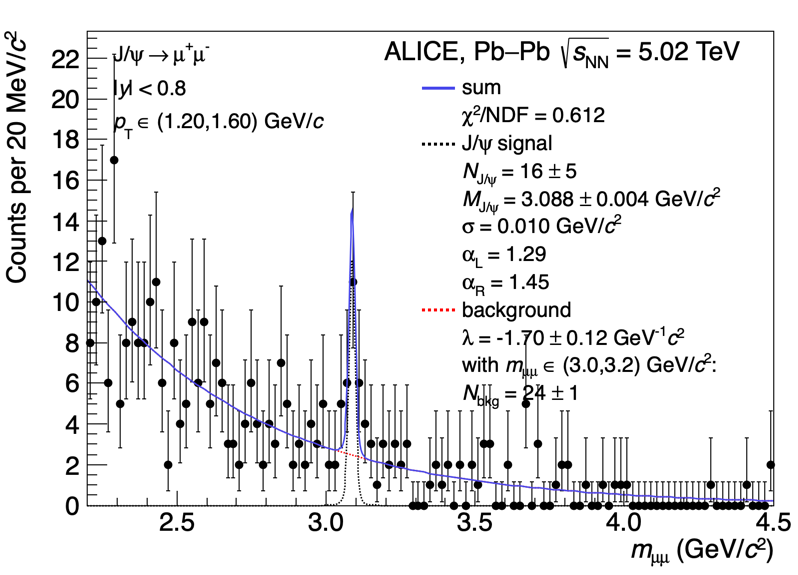 J/ψ → μ⁺μ⁻
|y| < 0.8
p_T ∈ (1.20,1.60) GeV/c
ALICE, Pb–Pb √s_NN = 5.02 TeV
sum
χ²/NDF = 0.612
J/ψ signal
N_J/ψ = 16 ± 5
M_J/ψ = 3.088 ± 0.004 GeV/c²
σ = 0.010 GeV/c²
α_L = 1.29
α_R = 1.45
background
λ = -1.70 ± 0.12 GeV⁻¹c²
with m_μμ ∈ (3.0,3.2) GeV/c²:
N_bkg = 24 ± 1
Counts per 20 MeV/c²
22
20
18
16
14
12
10
8
6
4
2
0
2.5 3.0 3.5 4.0 4.5
m_μμ (GeV/c²)